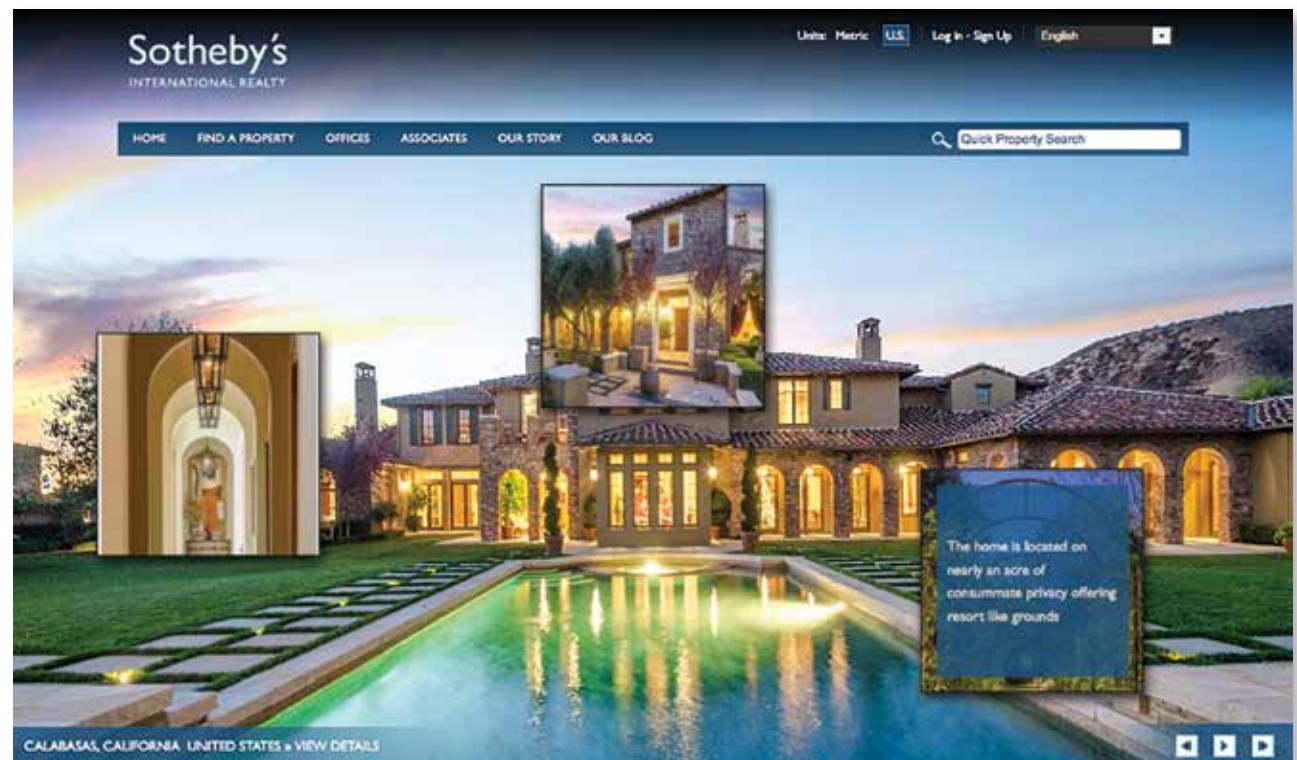 Sotheby's
INTERNATIONAL REALTY
Units: Metric U.S. Log In - Sign Up English
HOME FIND A PROPERTY OFFICES ASSOCIATES OUR STORY OUR BLOG
Quick Property Search
The home is located on
nearly an acre of
consummate privacy offering
resort like grounds
CALABASAS, CALIFORNIA UNITED STATES » VIEW DETAILS